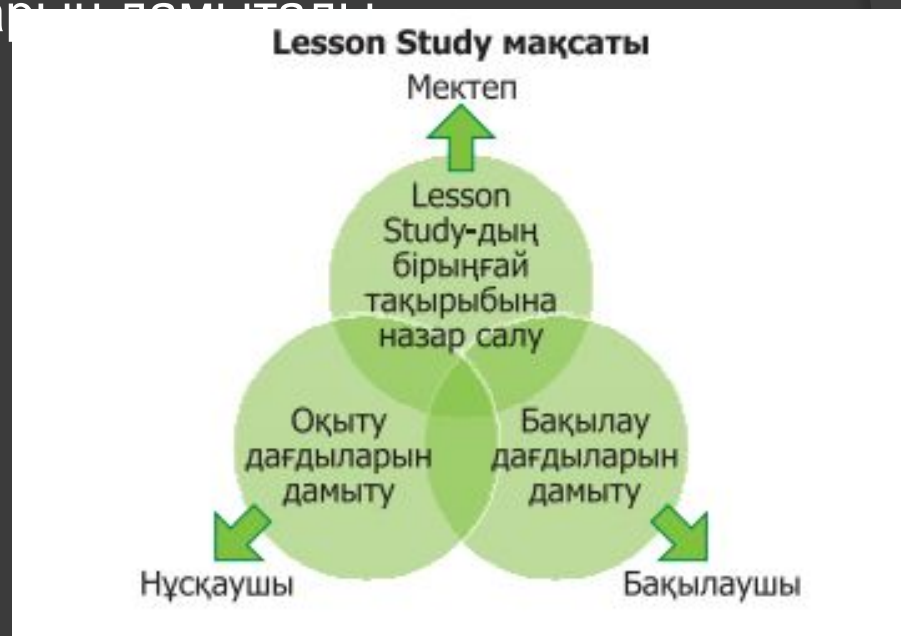 Lesson Study мақсаты
Мектеп
Lesson
Study-дың
бірыңғай
тақырыбына
назар салу
Оқыту
дағдыларын
дамыту
Бақылау
дағдыларын
дамыту
Нұсқаушы
Бақылаушы